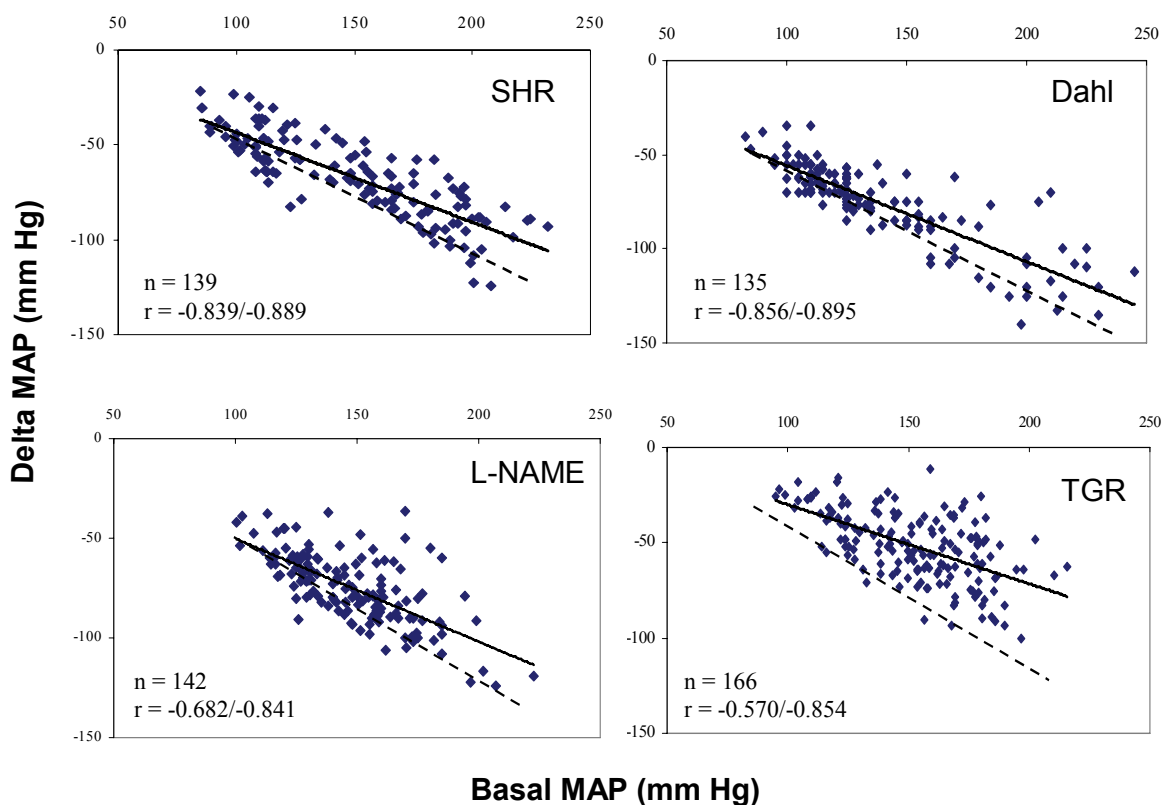 50 100 150 200 250
0
-50
-100
-150
SHR
n = 139
r = -0.839/-0.889
50 100 150 200 250
0
-50
-100
-150
Dahl
n = 135
r = -0.856/-0.895
Delta MAP (mm Hg)
50 100 150 200 250
0
-50
-100
-150
L-NAME
n = 142
r = -0.682/-0.841
50 100 150 200 250
0
-50
-100
-150
TGR
n = 166
r = -0.570/-0.854
Basal MAP (mm Hg)